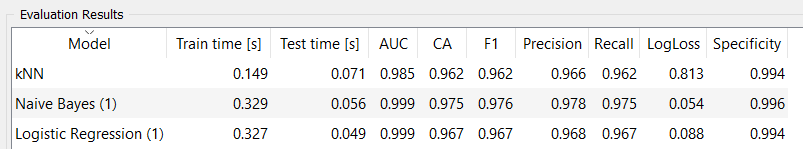 Evaluation Results
Model Train time [s] Test time [s] AUC CA F1 Precision Recall LogLoss Specificity
kNN 0.149 0.071 0.985 0.962 0.962 0.966 0.962 0.813 0.994
Naive Bayes (1) 0.329 0.056 0.999 0.975 0.976 0.978 0.975 0.054 0.996
Logistic Regression (1) 0.327 0.049 0.999 0.967 0.967 0.968 0.967 0.088 0.994